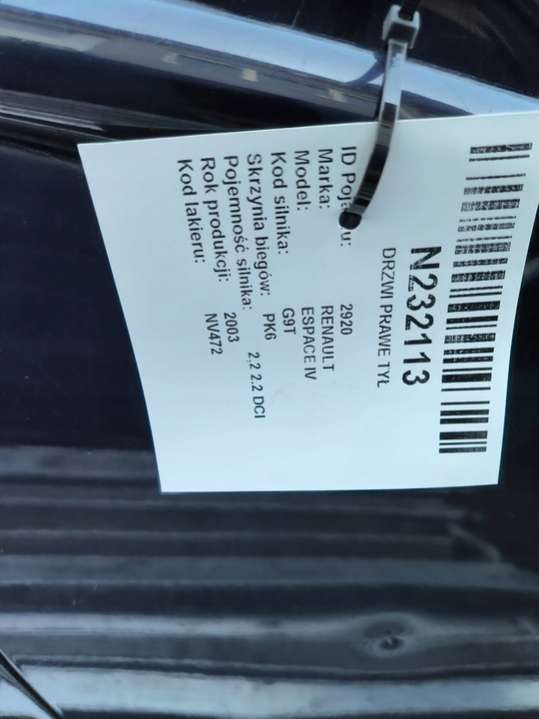 N232113
DRZWI PRAWE TYŁ
ID Poj u: 2920
Marka: RENAULT
Model: ESPACE IV
Kod silnika: G9T
Skrzynia biegów: PK6
Pojemność silnika: 2,2 2.2 DCI
Rok produkcji: 2003
Kod lakieru: NV472